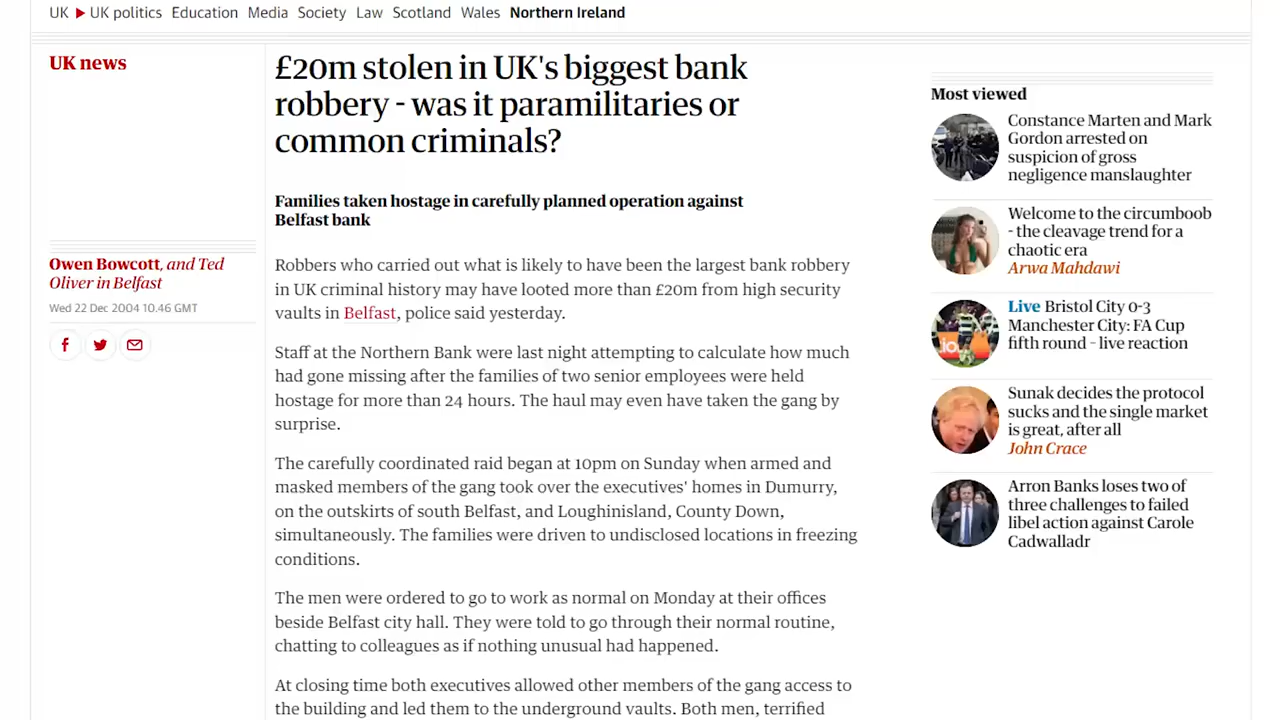 UK ▶ UK politics Education Media Society Law Scotland Wales Northern Ireland
UK news
£20m stolen in UK's biggest bank
robbery - was it paramilitaries or
common criminals?
Families taken hostage in carefully planned operation against
Belfast bank
Owen Bowcott, and Ted
Oliver in Belfast
Wed 22 Dec 2004 10.46 GMT
Robbers who carried out what is likely to have been the largest bank robbery
in UK criminal history may have looted more than £20m from high security
vaults in Belfast, police said yesterday.
Staff at the Northern Bank were last night attempting to calculate how much
had gone missing after the families of two senior employees were held
hostage for more than 24 hours. The haul may even have taken the gang by
surprise.
The carefully coordinated raid began at 10pm on Sunday when armed and
masked members of the gang took over the executives' homes in Dumurry,
on the outskirts of south Belfast, and Loughinisland, County Down,
simultaneously. The families were driven to undisclosed locations in freezing
conditions.
The men were ordered to go to work as normal on Monday at their offices
beside Belfast city hall. They were told to go through their normal routine,
chatting to colleagues as if nothing unusual had happened.
At closing time both executives allowed other members of the gang access to
the building and led them to the underground vaults. Both men, terrified
Most viewed
Constance Marten and Mark
Gordon arrested on
suspicion of gross
negligence manslaughter
Welcome to the circumboob
- the cleavage trend for a
chaotic era
Arwa Mahdawi
Live Bristol City 0-3
Manchester City: FA Cup
fifth round – live reaction
Sunak decides the protocol
sucks and the single market
is great, after all
John Crace
Arron Banks loses two of
three challenges to failed
libel action against Carole
Cadwalladr